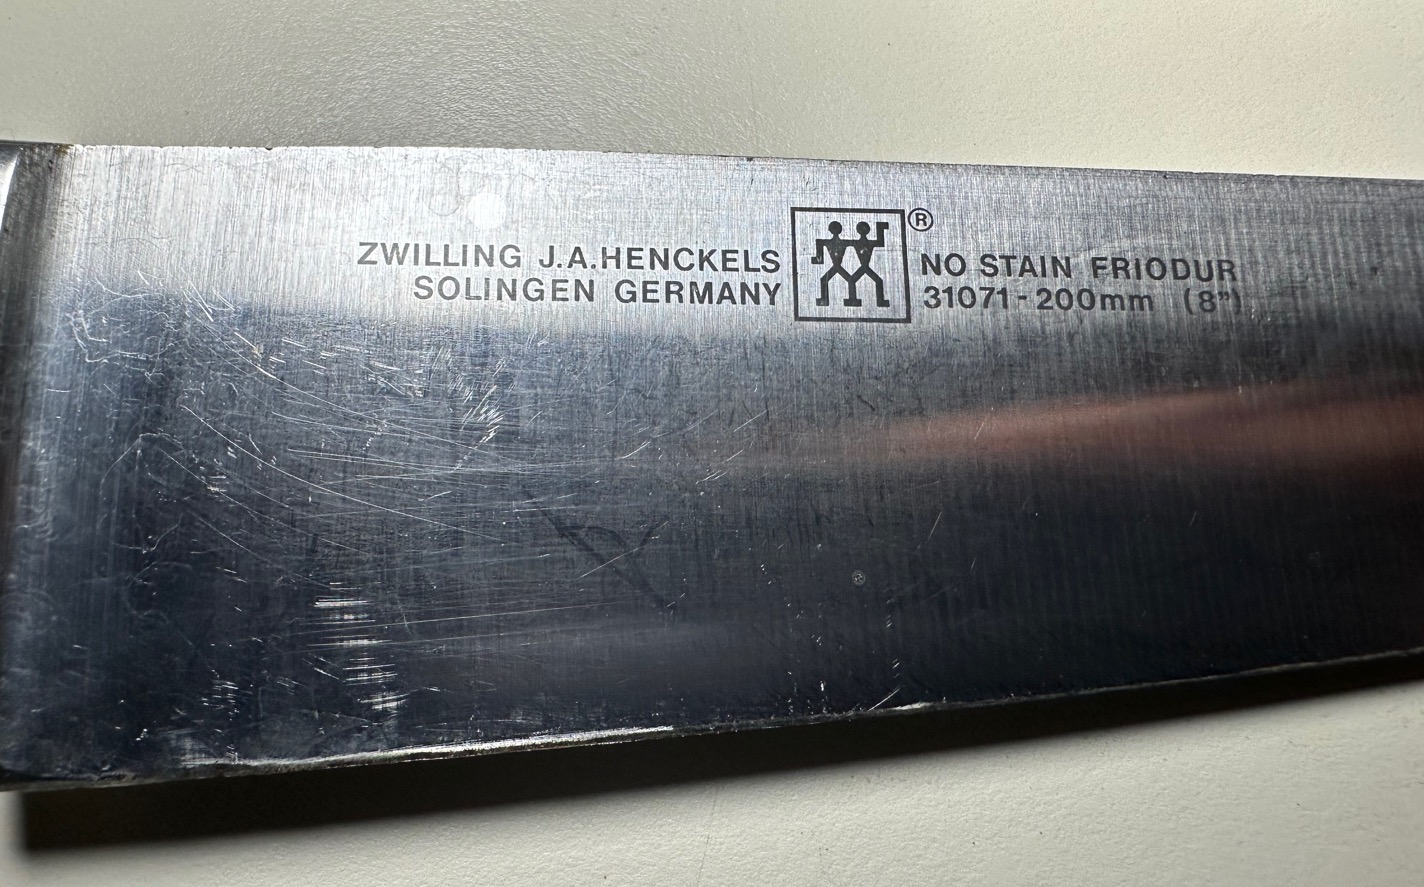 ZWILLING J.A.HENCKELS
SOLINGEN GERMANY
®
NO STAIN FRIODUR
31071-200mm (8")